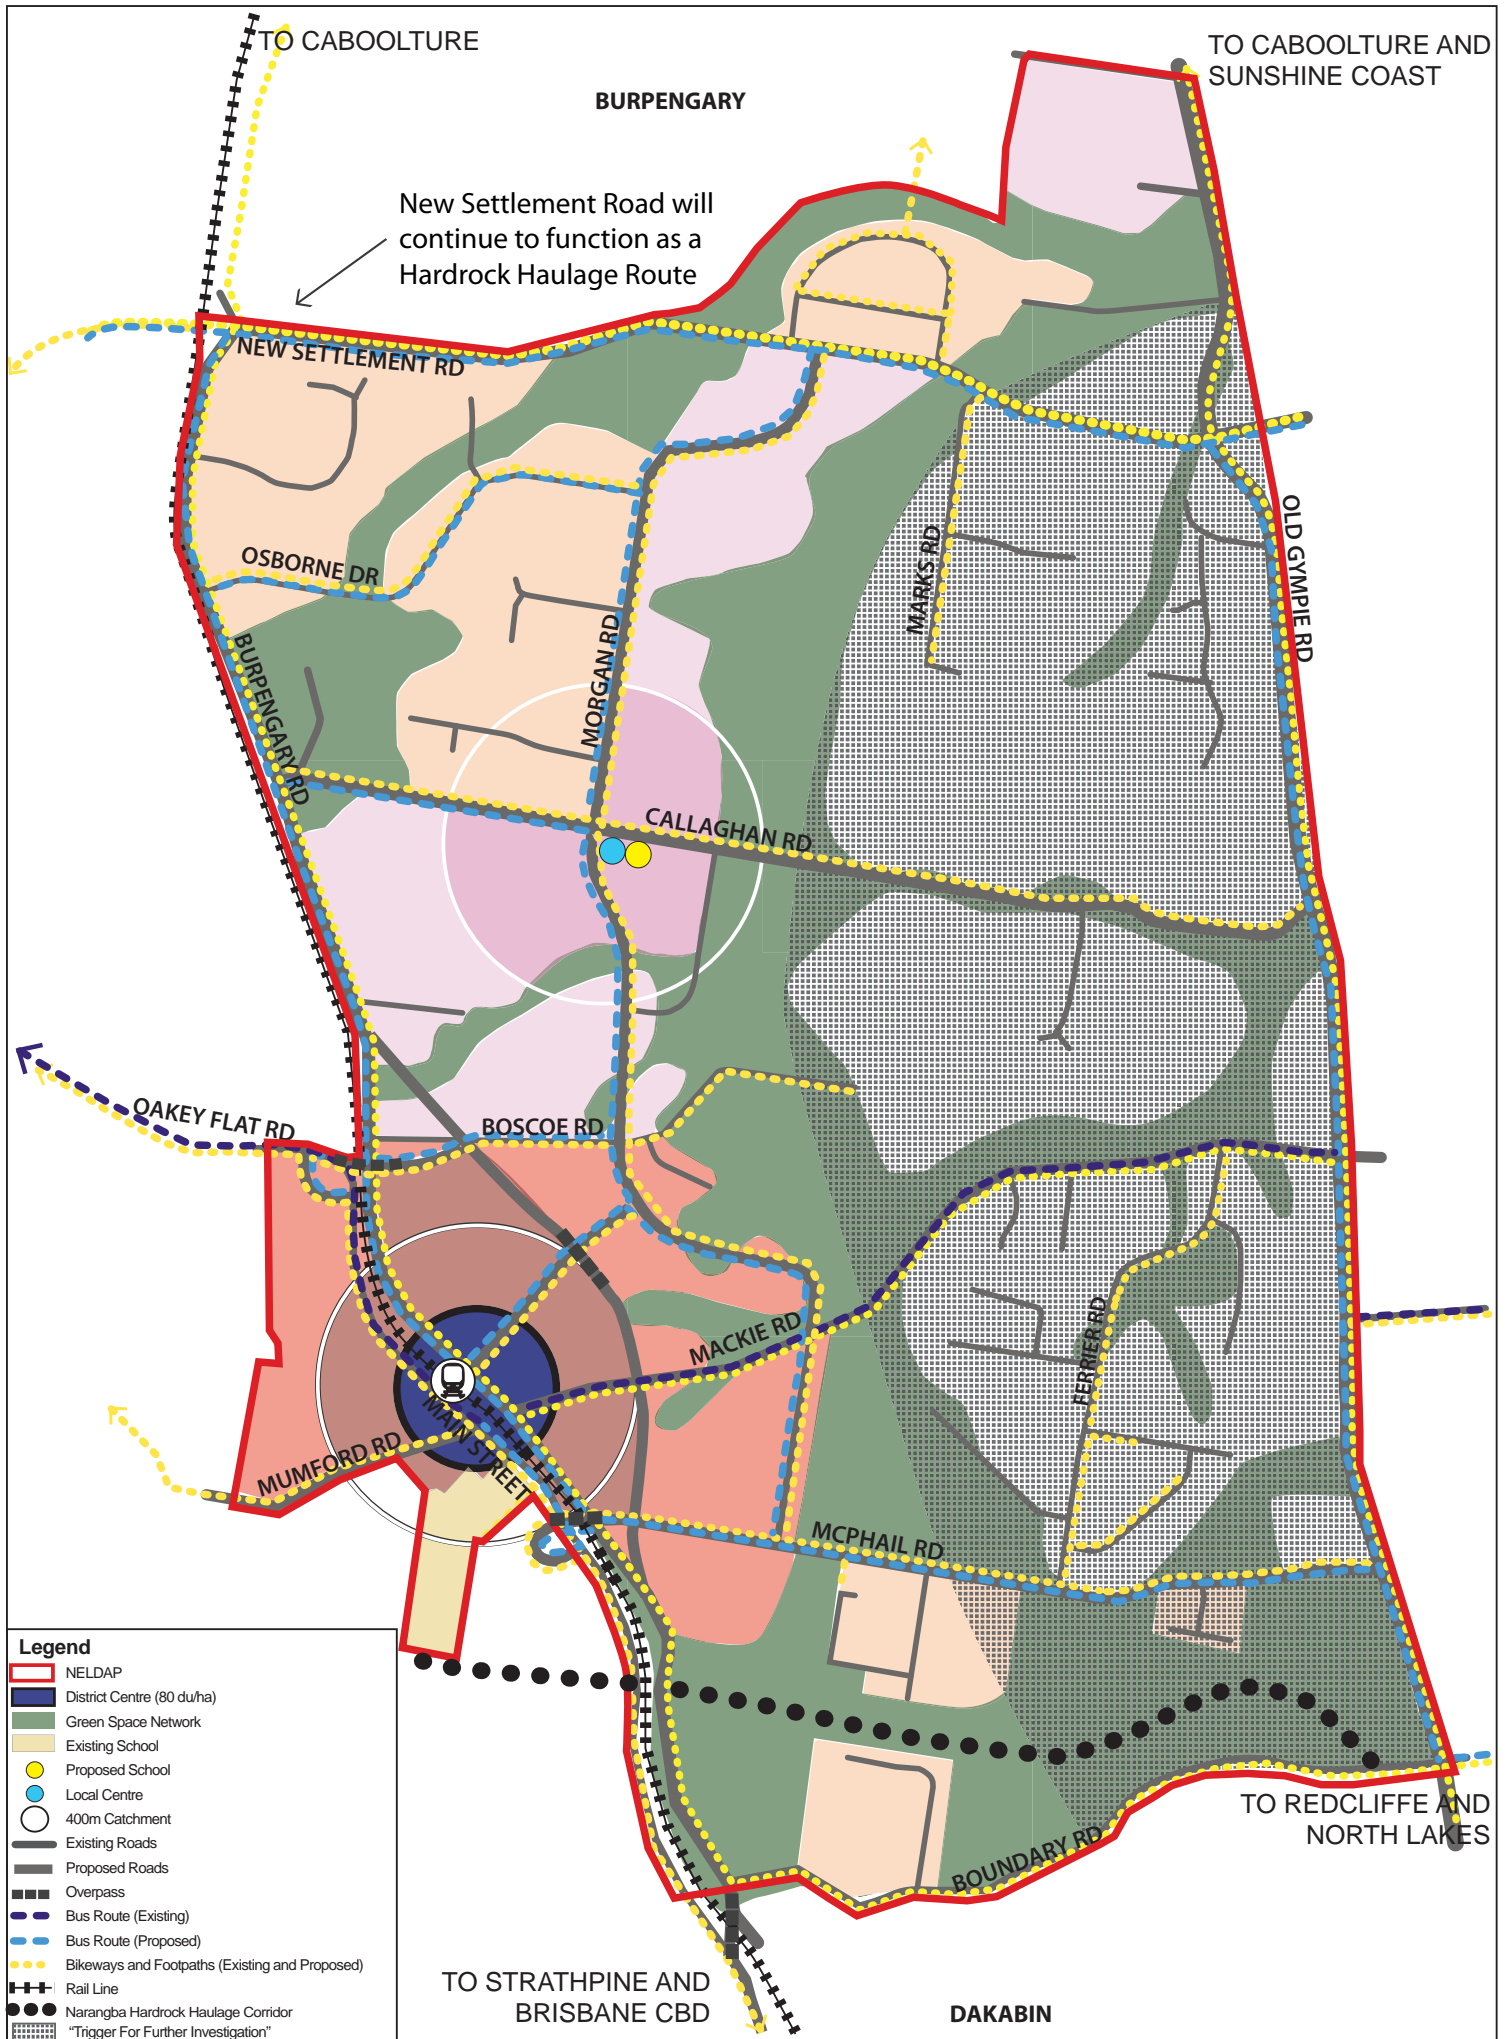 TO CABOOLTURE
TO CABOOLTURE AND
SUNSHINE COAST
BURPENGARY
New Settlement Road will
continue to function as a
Hardrock Haulage Route
NEW SETTLEMENT RD
OLD GYMPIE RD
MARKS RD
OSBORNE DR
MORGAN RD
BURPENGARY RD
CALLAGHAN RD
OAKEY FLAT RD
BOSCOE RD
MACKIE RD
FERRIER RD
MAIN STREET
MUMFORD RD
MCPHAIL RD
TO REDCLIFFE AND
NORTH LAKES
BOUNDARY RD
TO STRATHPINE AND
BRISBANE CBD
DAKABIN
Legend
NELDAP
District Centre (80 du/ha)
Green Space Network
Existing School
Proposed School
Local Centre
400m Catchment
Existing Roads
Proposed Roads
Overpass
Bus Route (Existing)
Bus Route (Proposed)
Bikeways and Footpaths (Existing and Proposed)
Rail Line
Narangba Hardrock Haulage Corridor
"Trigger For Further Investigation"